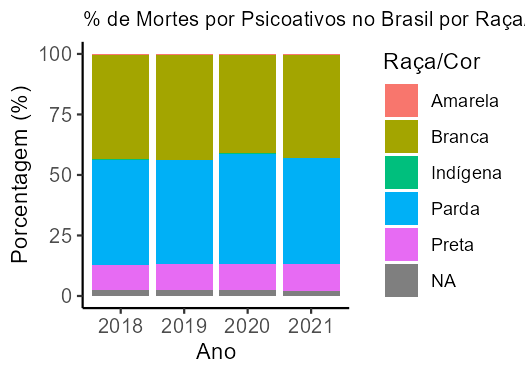 % de Mortes por Psicoativos no Brasil por Raça/
Porcentagem (%)
100
75
50
25
0
2018 2019 2020 2021
Ano
Raça/Cor
Amarela
Branca
Indígena
Parda
Preta
NA